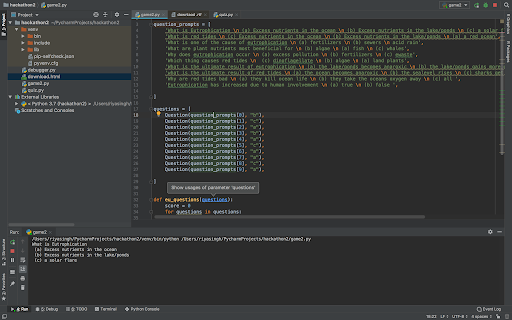 hackathon2 game2.py
game2
Project
game2.py download.html quiz.py
hackathon2 ~/PycharmProjects/hackathon2
venv
bin
include
lib
pip-selfcheck.json
pyvenv.cfg
debugger.py
download.html
game2.py
quiz.py
External Libraries
Python 3.7 (hackathon2)
Scratches and Consoles
question_prompts = [
'What is Eutrophication \n (a) Excess nutrients in the ocean \n (b) Excess nutrients in the lake/ponds \n (c) a solar
'What is red tides \n (a) Excess nutrients in the ocean \n (b) Excess nutrients in the lake/ponds \n (c) a red ocean
'What is one of the cause of eutrophication \n (a) fertilizers \n (b) sewers \n acid rain
'What are plant nutrients most beneficial for \n (a) algae \n (a) fish \n (c) whales
'Why does eutrophication occur \n (a) excess pollution \n (b) fertilizers \n (c)
'Which thing causes red tides \n (c) dinoflagellate \n (b) algae \n (a) land plants
'What is the ultimate result of eutrophication \n (a) the lake/ponds becomes anaroxic \n (b) the lake/ponds gains more
'What is the ultimate result of red tides \n (a) the ocean becomes anaroxic \n (b) the sealevel rises \n (c) sharks
'Why are red tides bad \n (a) they kill ocean life \n (b) they take the oceans oxygen away \n (c) all
'Eutrophication has increased due to human involvement \n (a) true \n (b) false
]
questions = [
Question(question_prompts[0],
Question(question_prompts[1],
Question(question_prompts[2],
Question(question_prompts[3],
Question(question_prompts[4],
Question(question_prompts[5],
Question(question_prompts[6],
Question(question_prompts[7],
Question(question_prompts[8],
Question(question_prompts[9],
]
Show usages of parameter 'questions'
def eu_questions(questions):
score = 0
for questions in questions:
Run: game2
/Users/riyasingh/PycharmProjects/hackathon2/venv/bin/python /Users/riyasingh/PycharmProjects/hackathon2/game2.py
What is Eutrophication
(a) Excess nutrients in the ocean
(b) Excess nutrients in the lake/ponds
(c) a solar flare
4: Run 5: Debug 6: TODO Terminal Python Console
Event Log